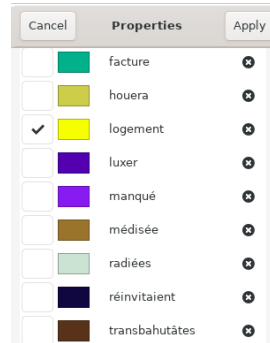 Cancel Properties Apply
facture
houera
logement
luxer
manqué
médisée
radiées
réinvitaient
transbahutâtes